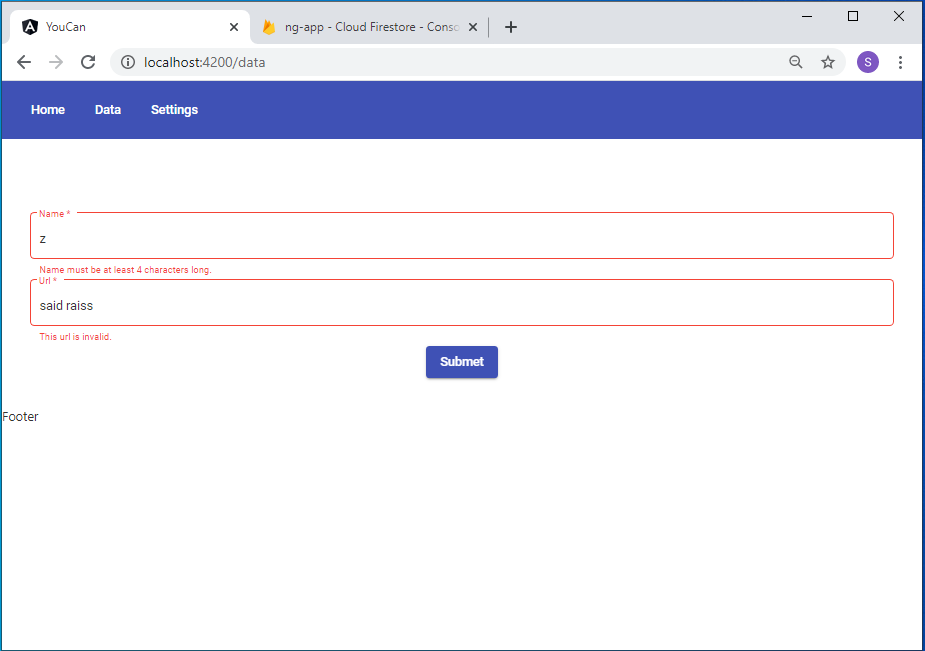 YouCan
ng-app - Cloud Firestore - Conso
localhost:4200/data
S
Home Data Settings
Name *
z
Name must be at least 4 characters long.
Url *
said raiss
This url is invalid.
Submet
Footer